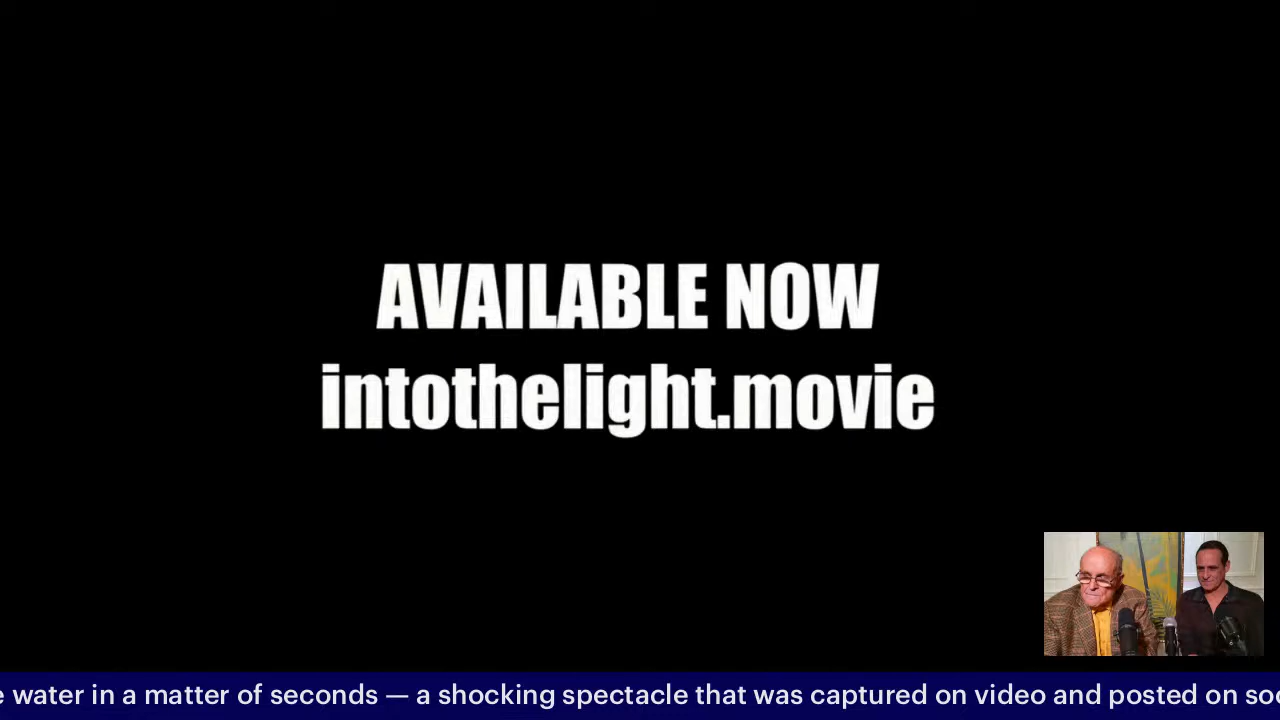 AVAILABLE NOW
intothelight.movie
water in a matter of seconds — a shocking spectacle that was captured on video and posted on